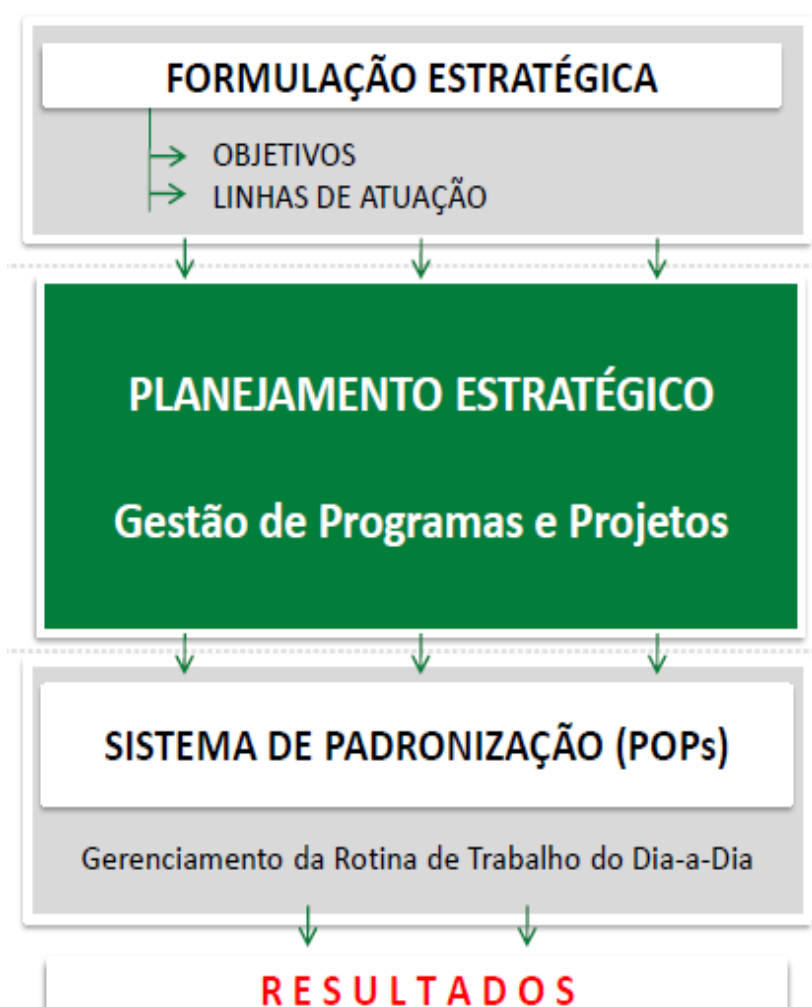 FORMULAÇÃO ESTRATÉGICA
OBJETIVOS
LINHAS DE ATUAÇÃO
PLANEJAMENTO ESTRATÉGICO
Gestão de Programas e Projetos
SISTEMA DE PADRONIZAÇÃO (POPs)
Gerenciamento da Rotina de Trabalho do Dia-a-Dia
RESULTADOS